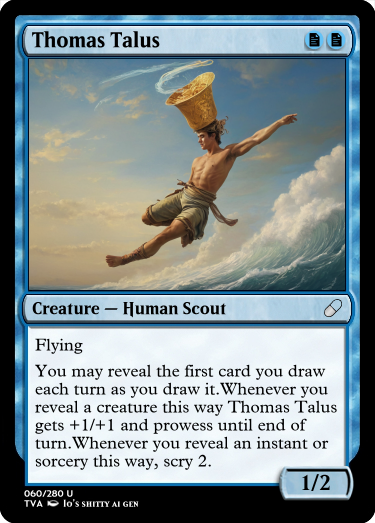 Thomas Talus
Creature — Human Scout
Flying
You may reveal the first card you draw
each turn as you draw it.Whenever you
reveal a creature this way Thomas Talus
gets +1/+1 and prowess until end of
turn.Whenever you reveal an instant or
sorcery this way, scry 2.
1/2
060/280 U
TVA Io's shitty ai gen